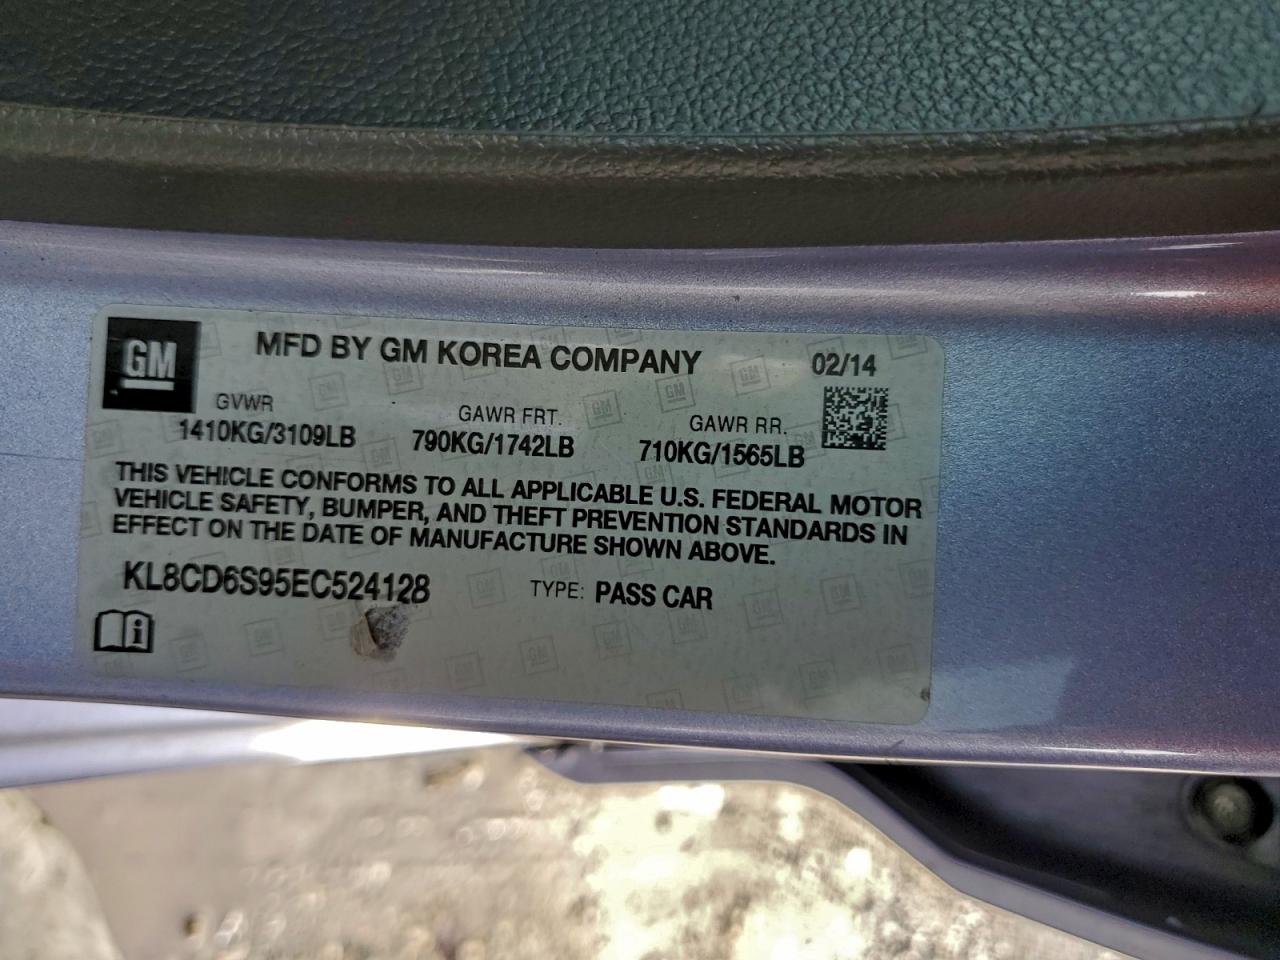 GM
MFD BY GM KOREA COMPANY 02/14
GVWR GAWR FRT. GAWR RR.
1410KG/3109LB 790KG/1742LB 710KG/1565LB
THIS VEHICLE CONFORMS TO ALL APPLICABLE U.S. FEDERAL MOTOR
VEHICLE SAFETY, BUMPER, AND THEFT PREVENTION STANDARDS IN
EFFECT ON THE DATE OF MANUFACTURE SHOWN ABOVE.
KL8CD6S95EC524128 TYPE: PASS CAR